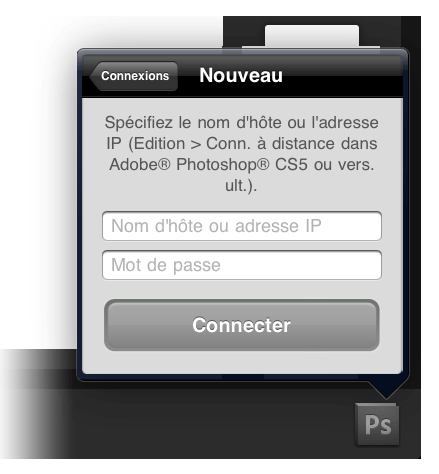 Connexions
Nouveau
Spécifiez le nom d'hôte ou l'adresse
IP (Edition > Conn. à distance dans
Adobe® Photoshop® CS5 ou vers.
ult.).
Nom d'hôte ou adresse IP
Mot de passe
Connecter
Ps